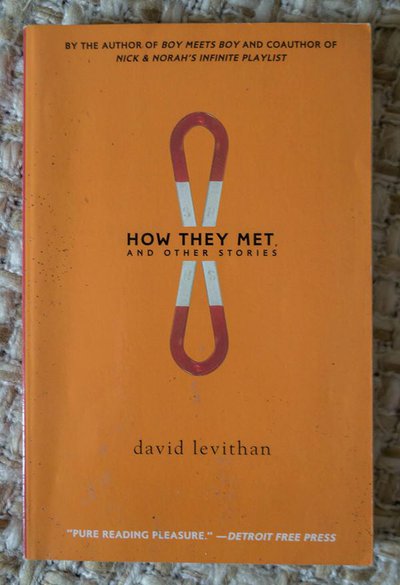 BY THE AUTHOR OF BOY MEETS BOY AND COAUTHOR OF
NICK & NORAH'S INFINITE PLAYLIST
HOW THEY MET,
AND OTHER STORIES
david levithan
"PURE READING PLEASURE." —DETROIT FREE PRESS